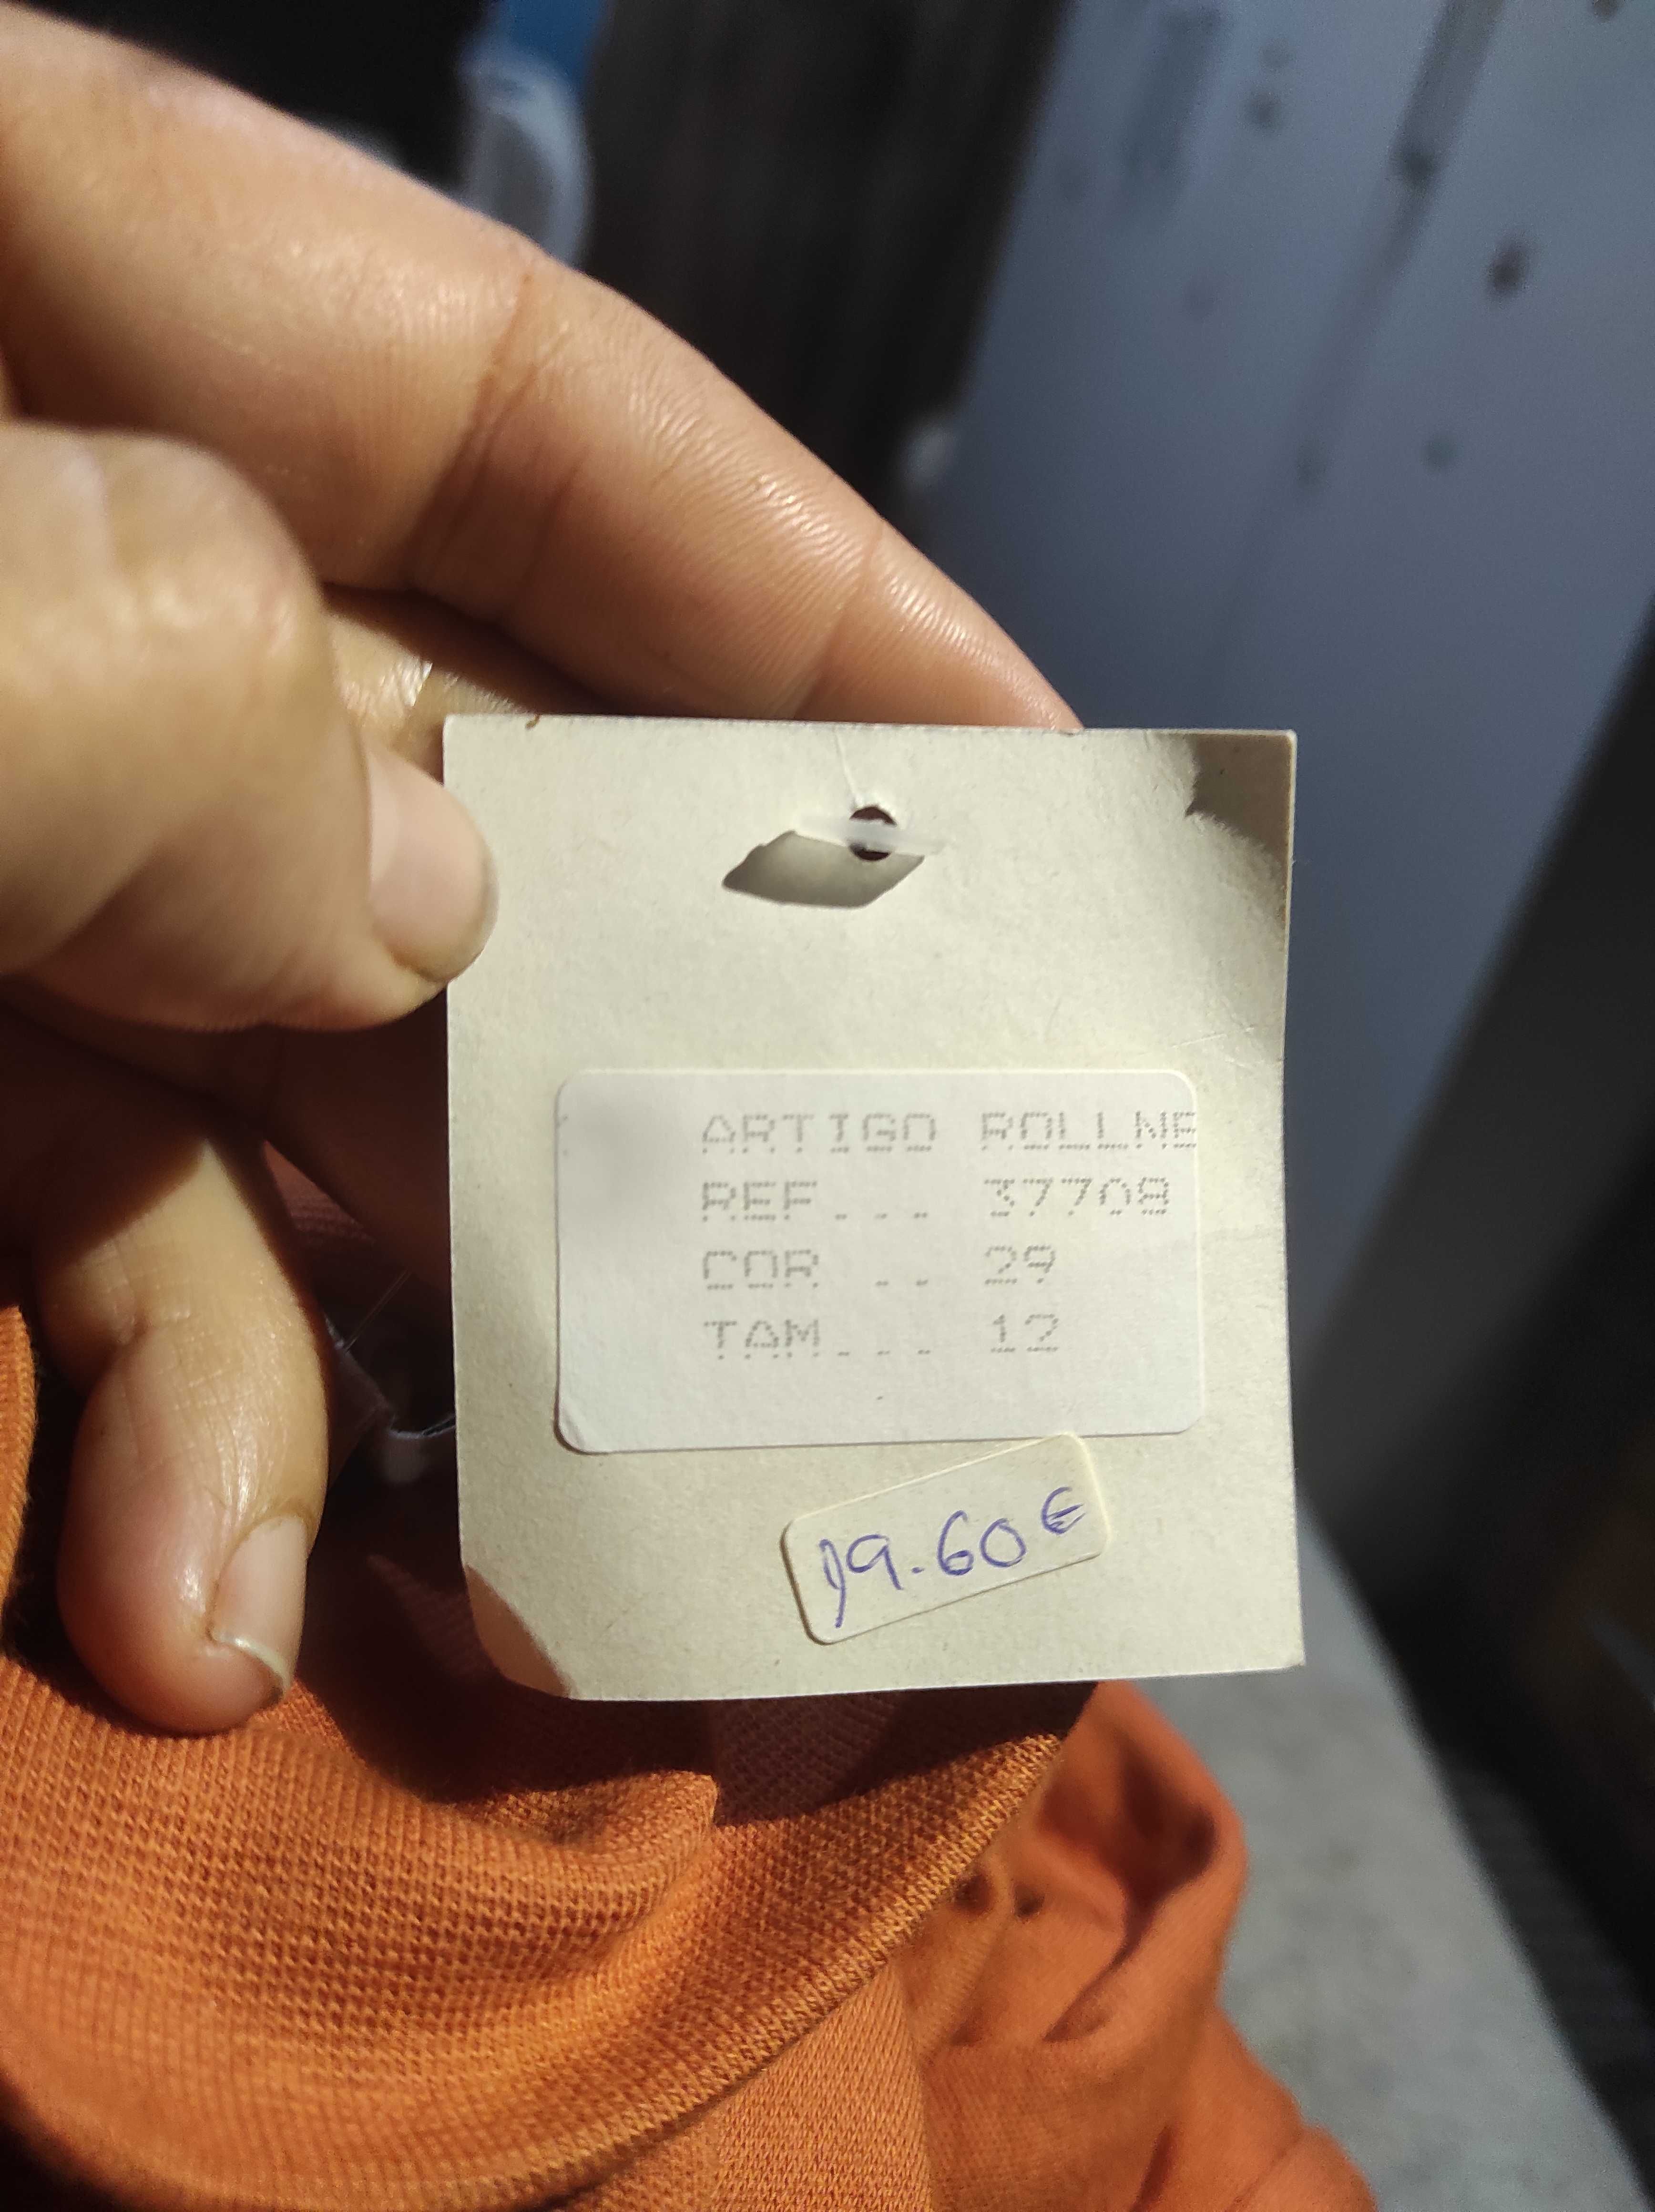 ARTIGO ROLLNE
REF... 37708
COR .. 29
TAM... 12
19.60€